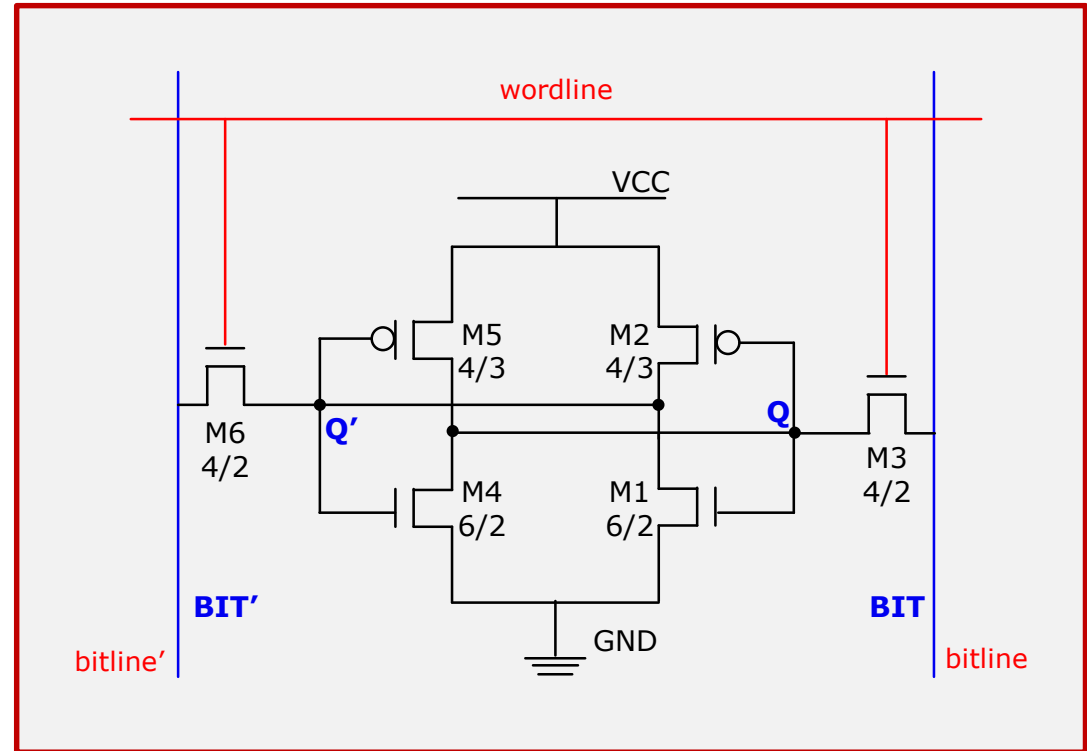 wordline
VCC
M5
4/3
M2
4/3
Q′
Q
M6
4/2
M3
4/2
M4
6/2
M1
6/2
BIT′
BIT
GND
bitline′
bitline